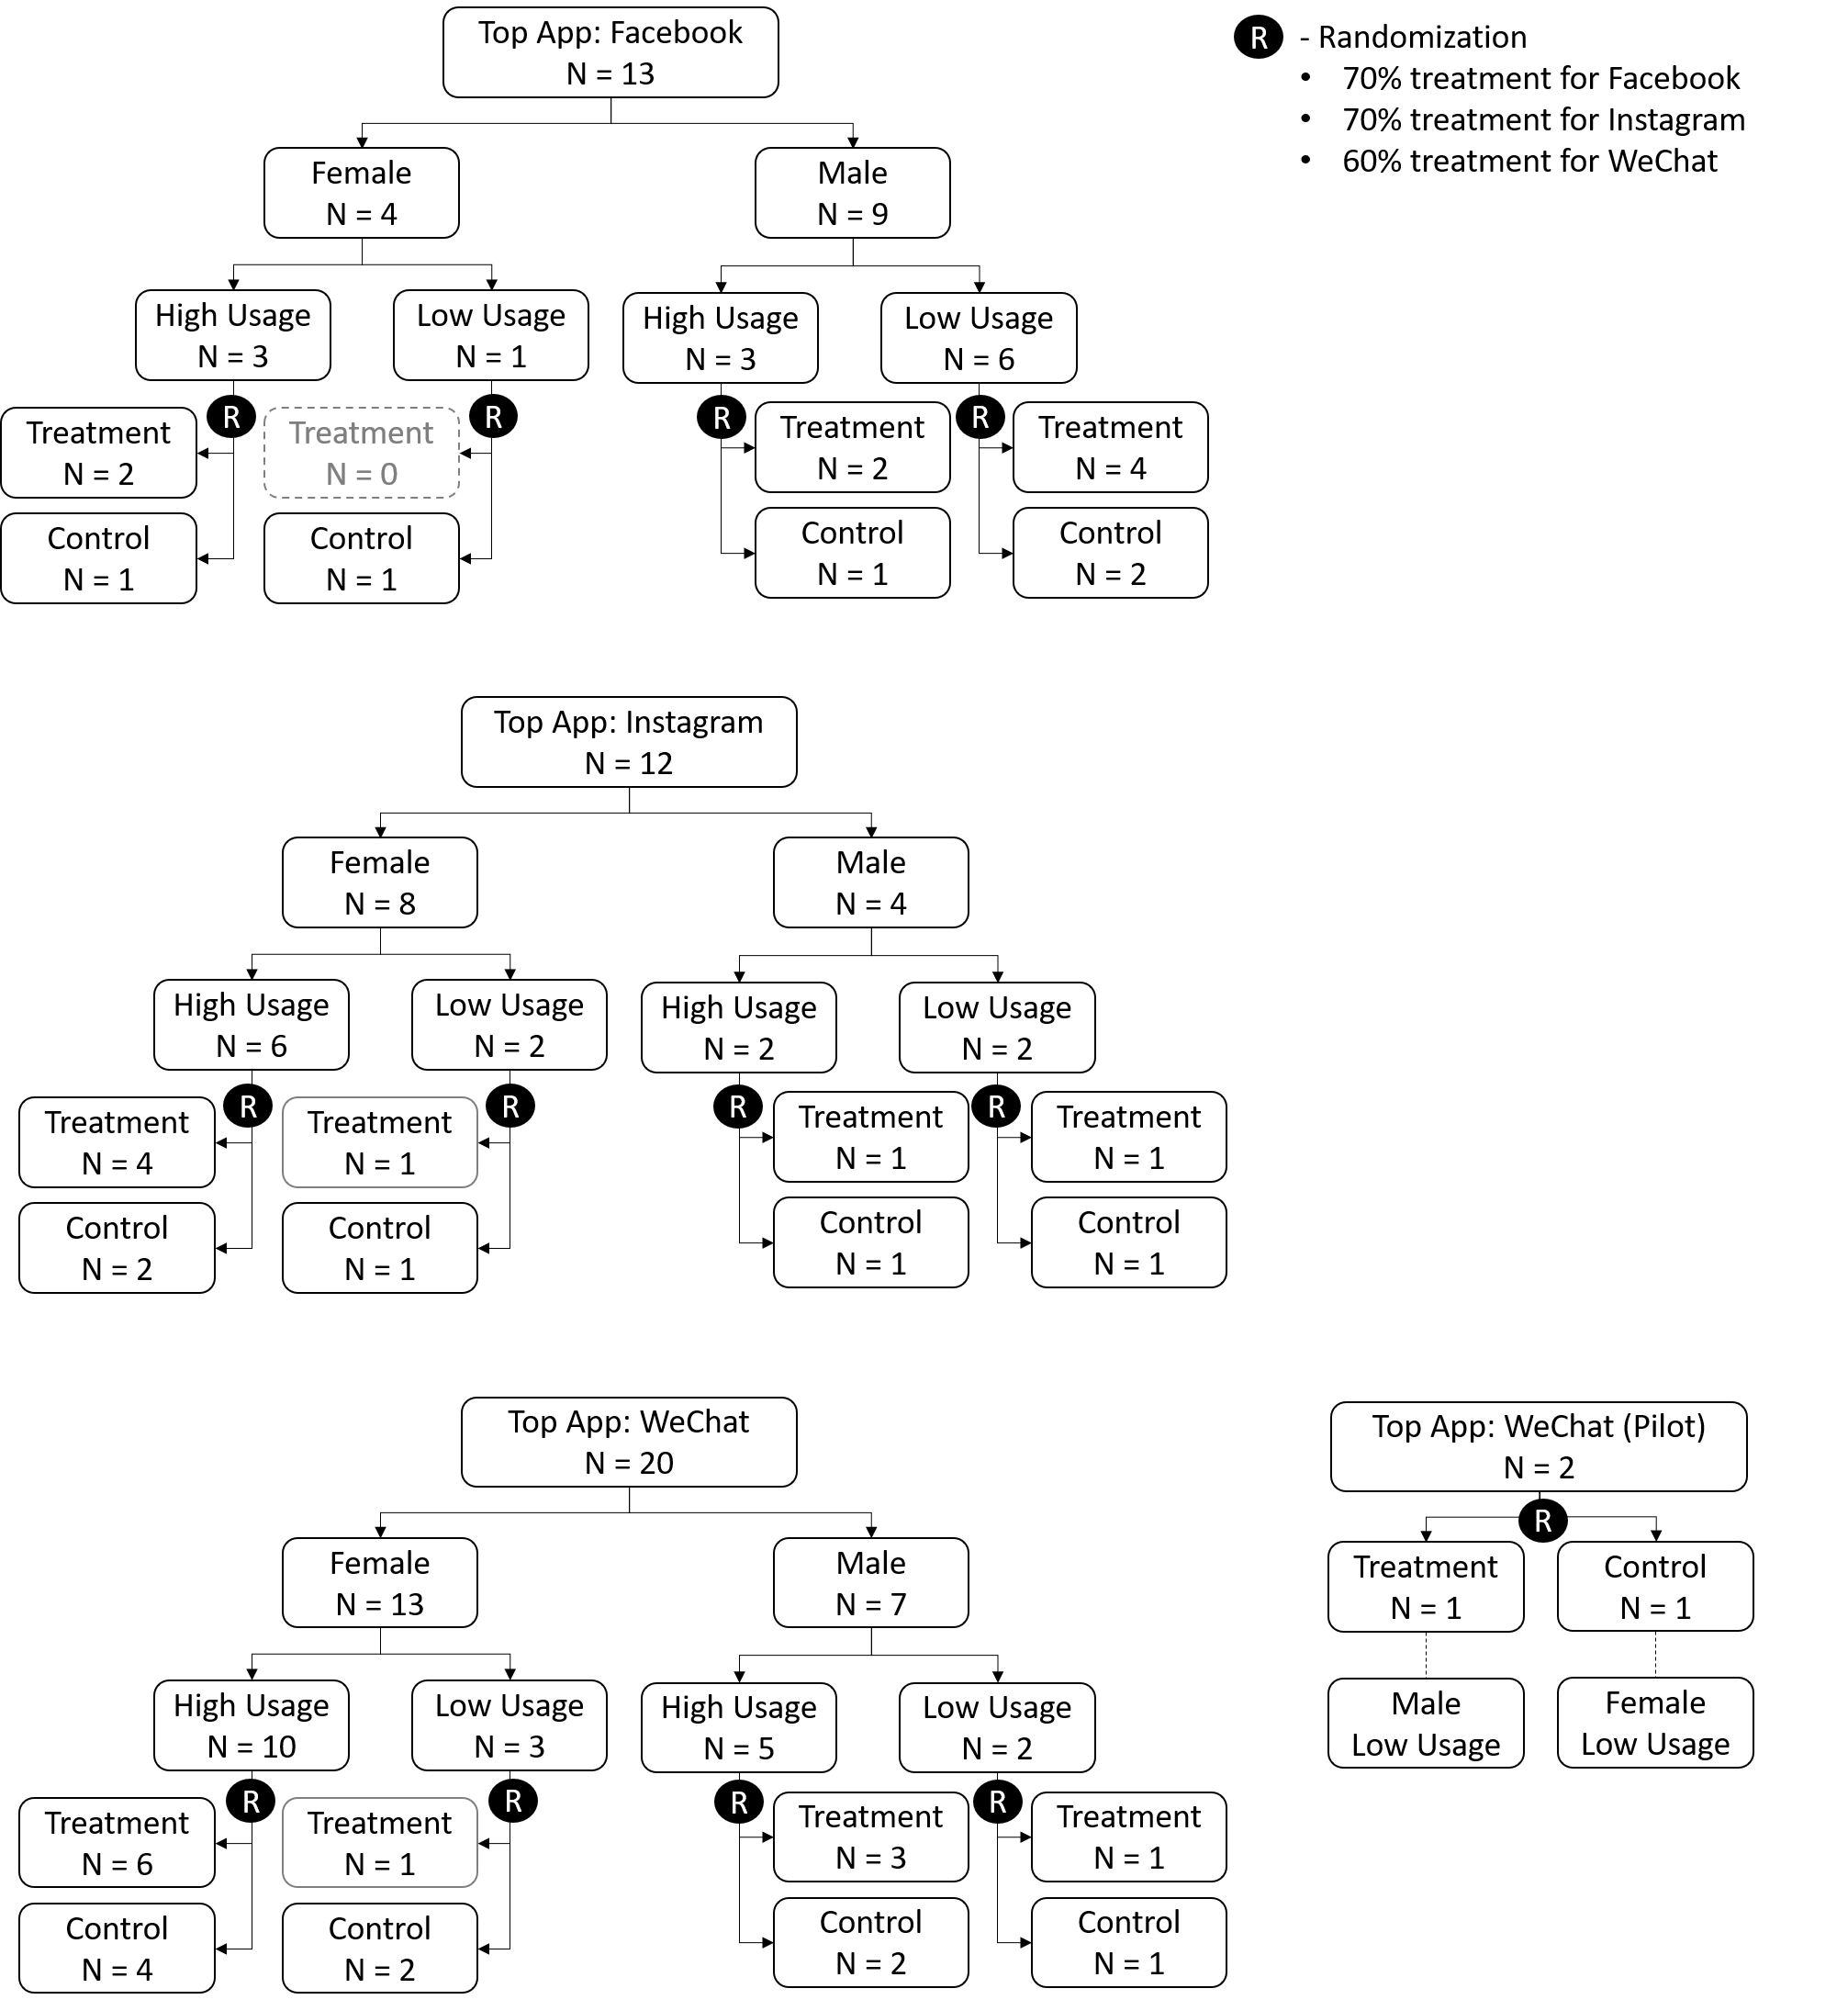 Top App: Facebook
N = 13
R - Randomization
• 70% treatment for Facebook
• 70% treatment for Instagram
• 60% treatment for WeChat
Female
N = 4
Male
N = 9
High Usage
N = 3
Low Usage
N = 1
High Usage
N = 3
Low Usage
N = 6
R
R
R
R
Treatment
N = 2
Treatment
N = 0
Treatment
N = 2
Treatment
N = 4
Control
N = 1
Control
N = 1
Control
N = 1
Control
N = 2
Top App: Instagram
N = 12
Female
N = 8
Male
N = 4
High Usage
N = 6
Low Usage
N = 2
High Usage
N = 2
Low Usage
N = 2
R
R
R
R
Treatment
N = 4
Treatment
N = 1
Treatment
N = 1
Treatment
N = 1
Control
N = 2
Control
N = 1
Control
N = 1
Control
N = 1
Top App: WeChat
N = 20
Female
N = 13
Male
N = 7
High Usage
N = 10
Low Usage
N = 3
High Usage
N = 5
Low Usage
N = 2
R
R
R
R
Treatment
N = 6
Treatment
N = 1
Treatment
N = 3
Treatment
N = 1
Control
N = 4
Control
N = 2
Control
N = 2
Control
N = 1
Top App: WeChat (Pilot)
N = 2
R
Treatment
N = 1
Control
N = 1
Male
Low Usage
Female
Low Usage